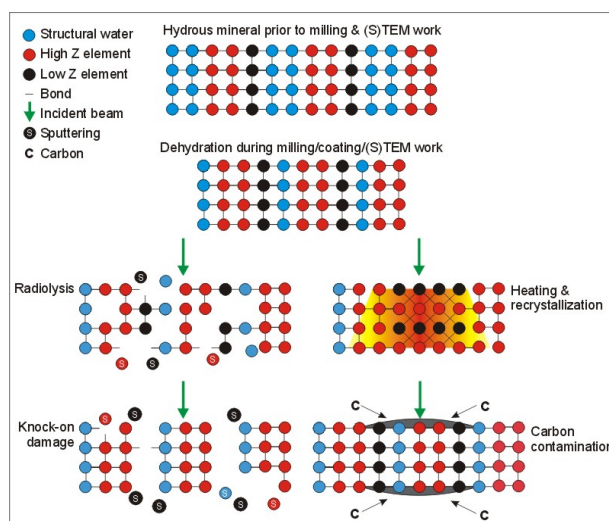 Structural water
High Z element
Low Z element
Bond
Incident beam
S Sputtering
C Carbon
Hydrous mineral prior to milling & (S)TEM work
Dehydration during milling/coating/(S)TEM work
Radiolysis
S
S
S
S
Heating &
recrystallization
Knock-on
damage
S
S
S
S
S
S
S
C
C
C
C
Carbon
contamination